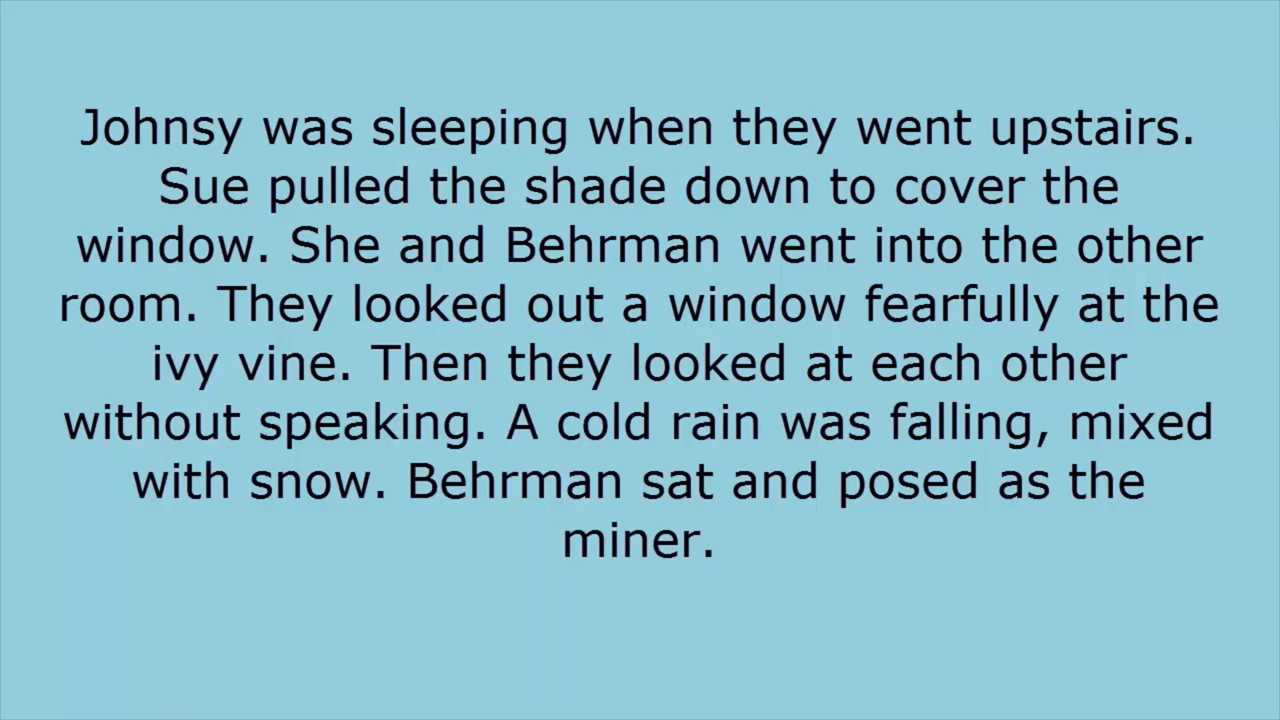 Johnsy was sleeping when they went upstairs.
Sue pulled the shade down to cover the
window. She and Behrman went into the other
room. They looked out a window fearfully at the
ivy vine. Then they looked at each other
without speaking. A cold rain was falling, mixed
with snow. Behrman sat and posed as the
miner.